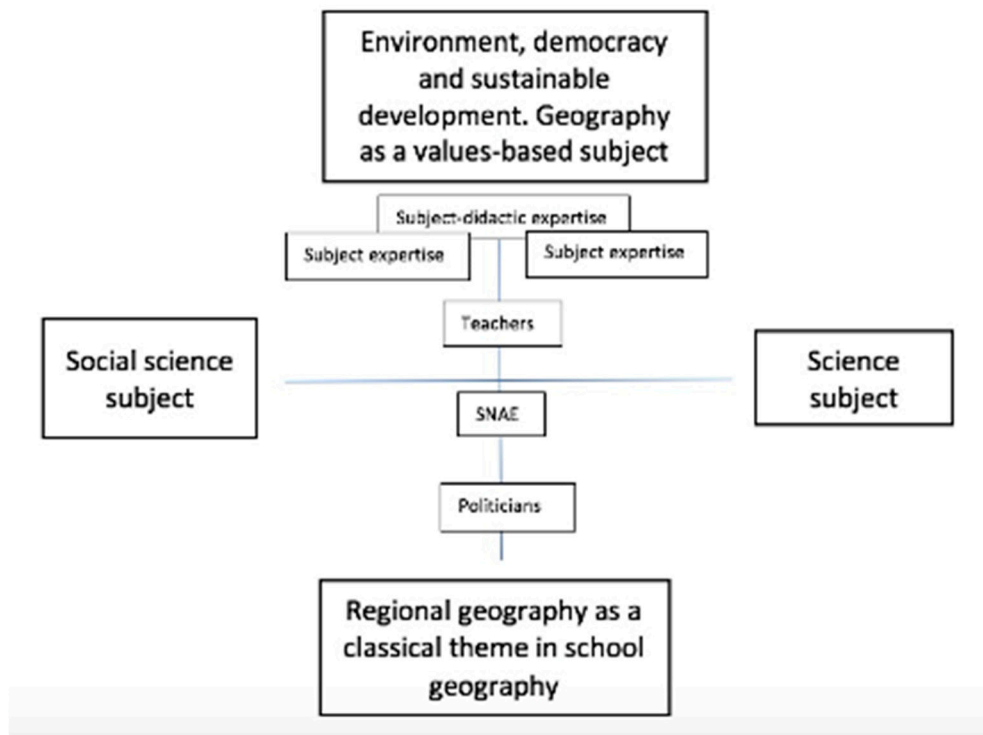 Environment, democracy
and sustainable
development. Geography
as a values-based subject
Subject-didactic expertise
Subject expertise
Subject expertise
Teachers
Social science
subject
Science
subject
SNAE
Politicians
Regional geography as a
classical theme in school
geography